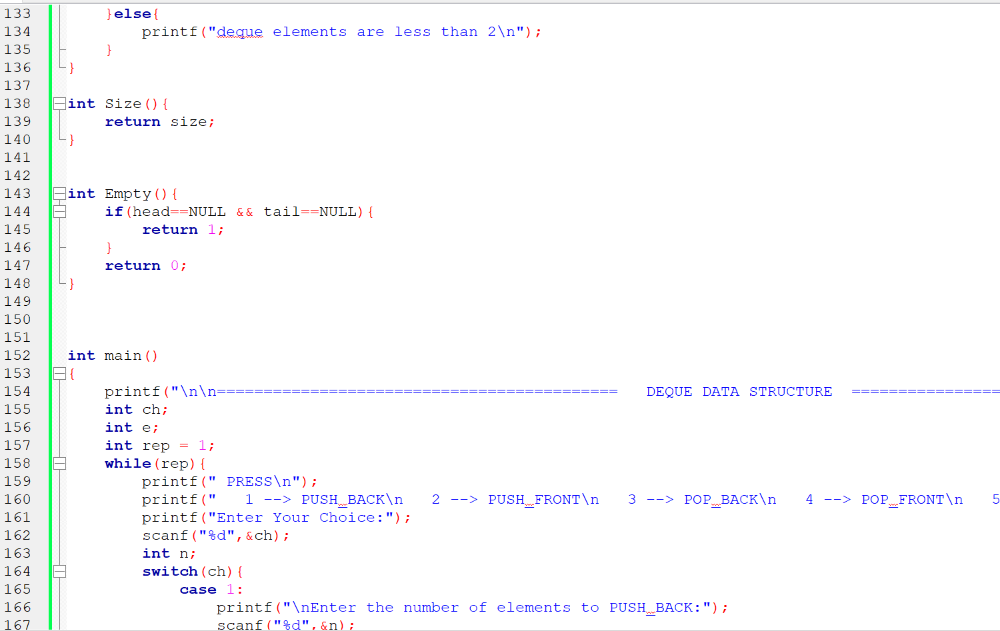 133 }else{
134 printf("deque elements are less than 2\n");
135 }
136 }
137
138 int Size(){
139 return size;
140 }
141
142
143 int Empty(){
144 if(head==NULL && tail==NULL){
145 return 1;
146 }
147 return 0;
148 }
149
150
151
152 int main()
153 {
154 printf("\n\n=========================================== DEQUE DATA STRUCTURE ================
155 int ch;
156 int e;
157 int rep = 1;
158 while(rep){
159 printf(" PRESS\n");
160 printf("   1 --> PUSH_BACK\n   2 --> PUSH_FRONT\n   3 --> POP_BACK\n   4 --> POP_FRONT\n   5
161 printf("Enter Your Choice:");
162 scanf("%d",&ch);
163 int n;
164 switch(ch){
165 case 1:
166 printf("\nEnter the number of elements to PUSH_BACK:");
167 scanf("%d",&n);